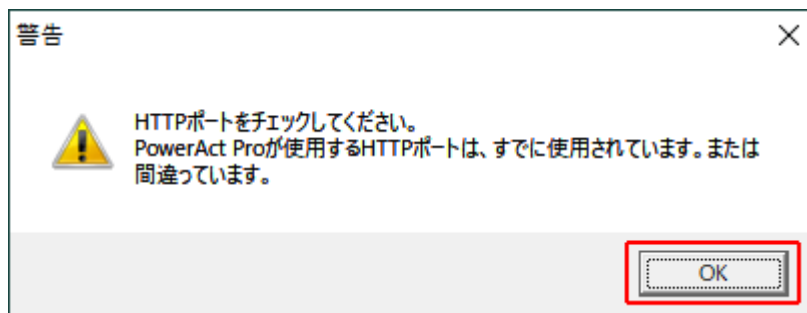 警告
HTTPポートをチェックしてください。
PowerAct Proが使用するHTTPポートは、すでに使用されています。または
間違っています。
OK